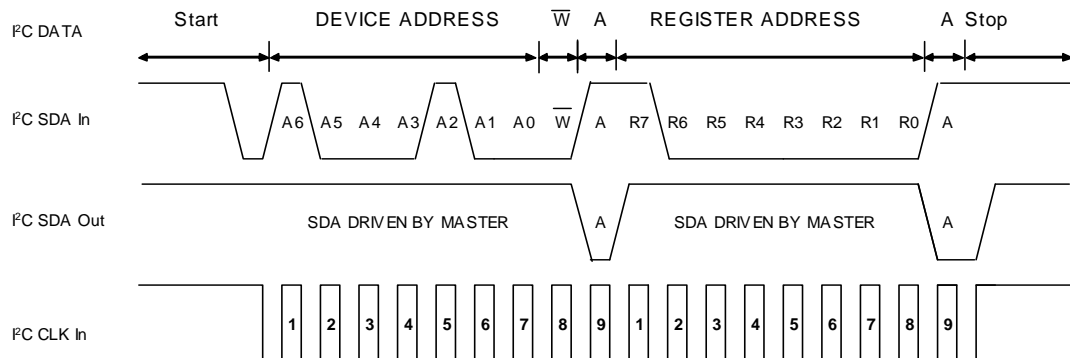 I²C DATA Start DEVICE ADDRESS W̅ A REGISTER ADDRESS A Stop
I²C SDA In A6 A5 A4 A3 A2 A1 A0 W̅ A R7 R6 R5 R4 R3 R2 R1 R0 A
I²C SDA Out SDA DRIVEN BY MASTER A SDA DRIVEN BY MASTER A
I²C CLK In 1 2 3 4 5 6 7 8 9 1 2 3 4 5 6 7 8 9